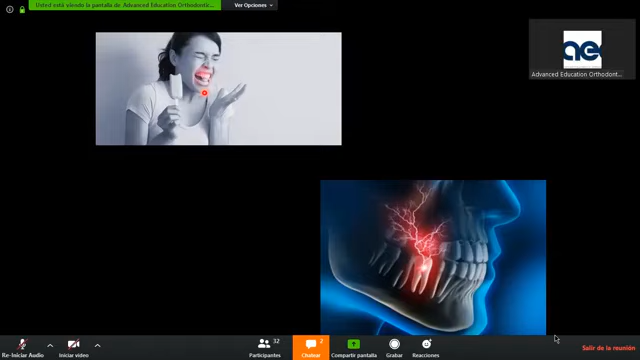 Usted está viendo la pantalla de Advanced Education Orthodontic...
Ver Opciones
ae
Advanced Education Orthodont...
Re-Iniciar Audio
Iniciar video
Participantes
32
Chatear
2
Compartir pantalla
Grabar
Reacciones
Salir de la reunión